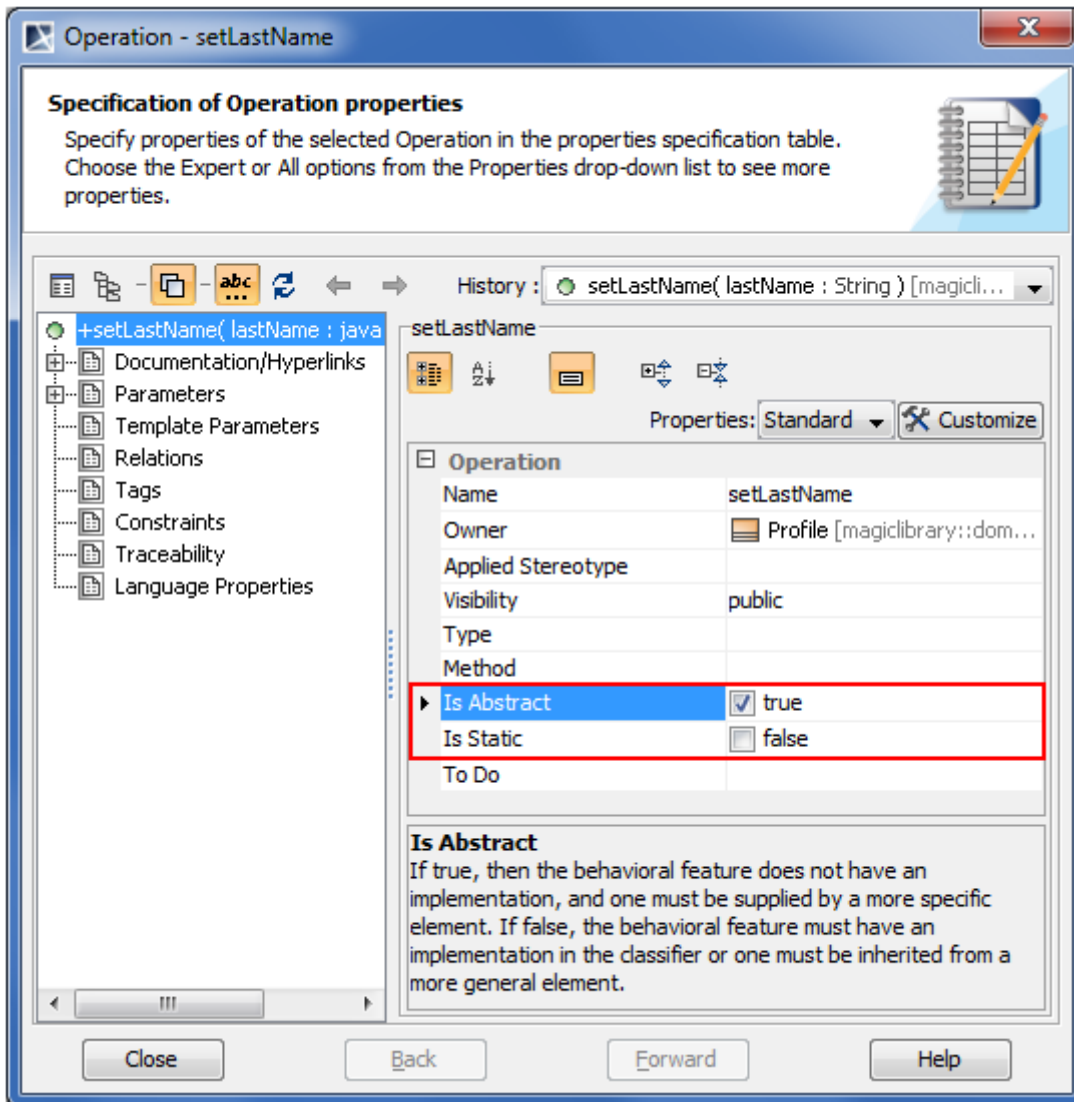 Operation - setLastName
Specification of Operation properties
Specify properties of the selected Operation in the properties specification table.
Choose the Expert or All options from the Properties drop-down list to see more
properties.
abc
...
History :
setLastName( lastName : String ) [magicli...
+setLastName( lastName : java
Documentation/Hyperlinks
Parameters
Template Parameters
Relations
Tags
Constraints
Traceability
Language Properties
setLastName
A
Z
Properties: Standard
Customize
Operation
Name setLastName
Owner Profile [magiclibrary::dom...
Applied Stereotype
Visibility public
Type
Method
Is Abstract true
Is Static false
To Do
Is Abstract
If true, then the behavioral feature does not have an
implementation, and one must be supplied by a more specific
element. If false, the behavioral feature must have an
implementation in the classifier or one must be inherited from a
more general element.
Close Back Forward Help